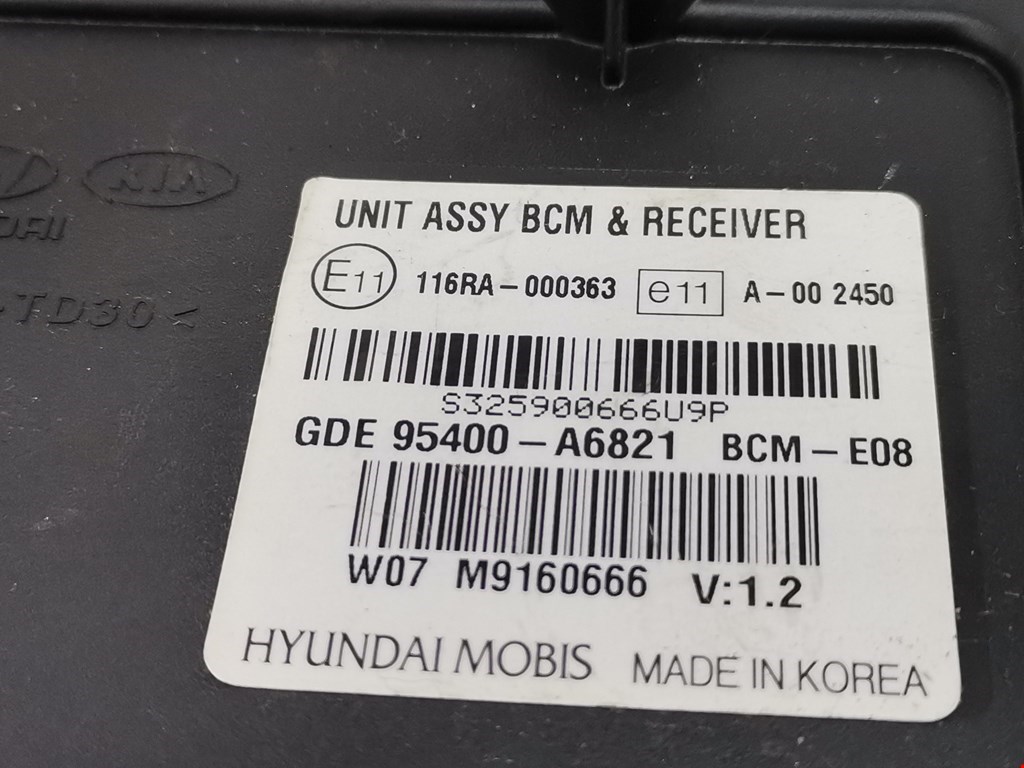 KIA
DAI
-TD30<
UNIT ASSY BCM & RECEIVER
E11 116RA-000363 e11 A-00 2450
S325900666U9P
GDE 95400-A6821 BCM-E08
W07 M9160666 V:1.2
HYUNDAI MOBIS MADE IN KOREA